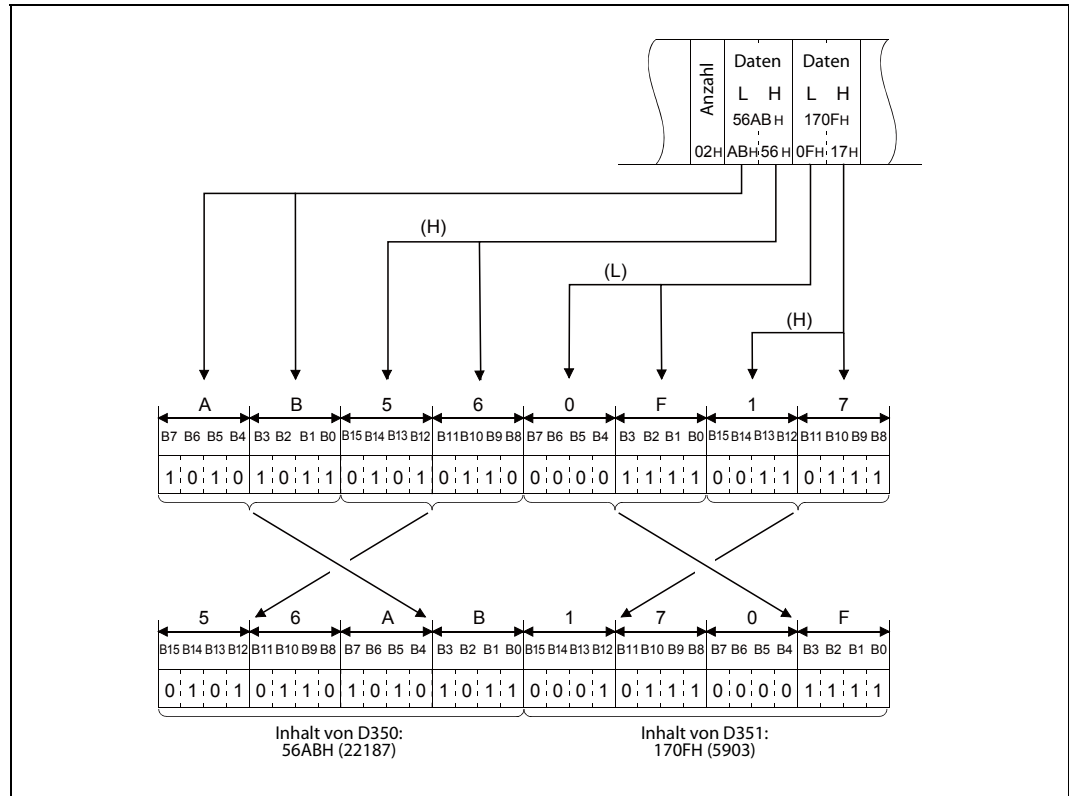 Anzahl
Daten Daten
L H L H
56ABH 170FH
02H ABH 56H 0FH 17H
(H)
(L)
(H)
A B 5 6 0 F 1 7
B7 B6 B5 B4 B3 B2 B1 B0 B15 B14 B13 B12 B11 B10 B9 B8 B7 B6 B5 B4 B3 B2 B1 B0 B15 B14 B13 B12 B11 B10 B9 B8
1 0 1 0 1 0 1 1 0 1 0 1 0 1 1 0 0 0 0 0 1 1 1 1 0 0 1 1 0 1 1 1
5 6 A B 1 7 0 F
B15 B14 B13 B12 B11 B10 B9 B8 B7 B6 B5 B4 B3 B2 B1 B0 B15 B14 B13 B12 B11 B10 B9 B8 B7 B6 B5 B4 B3 B2 B1 B0
0 1 0 1 0 1 1 0 1 0 1 0 1 0 1 1 0 0 0 1 0 1 1 1 0 0 0 0 1 1 1 1
Inhalt von D350: Inhalt von D351:
56ABH (22187) 170FH (5903)